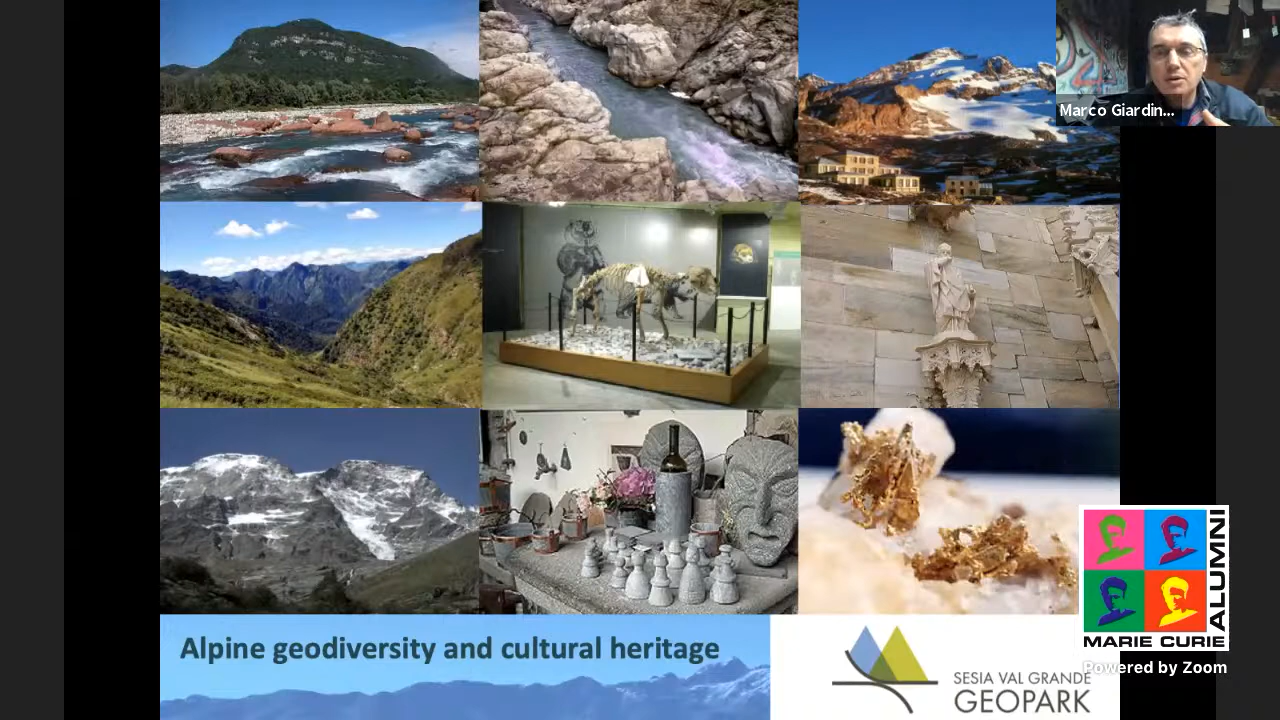 Marco Giardin...
Alpine geodiversity and cultural heritage
SESIA VAL GRANDE
GEOPARK
MARIE CURIE
ALUMNI
Powered by Zoom